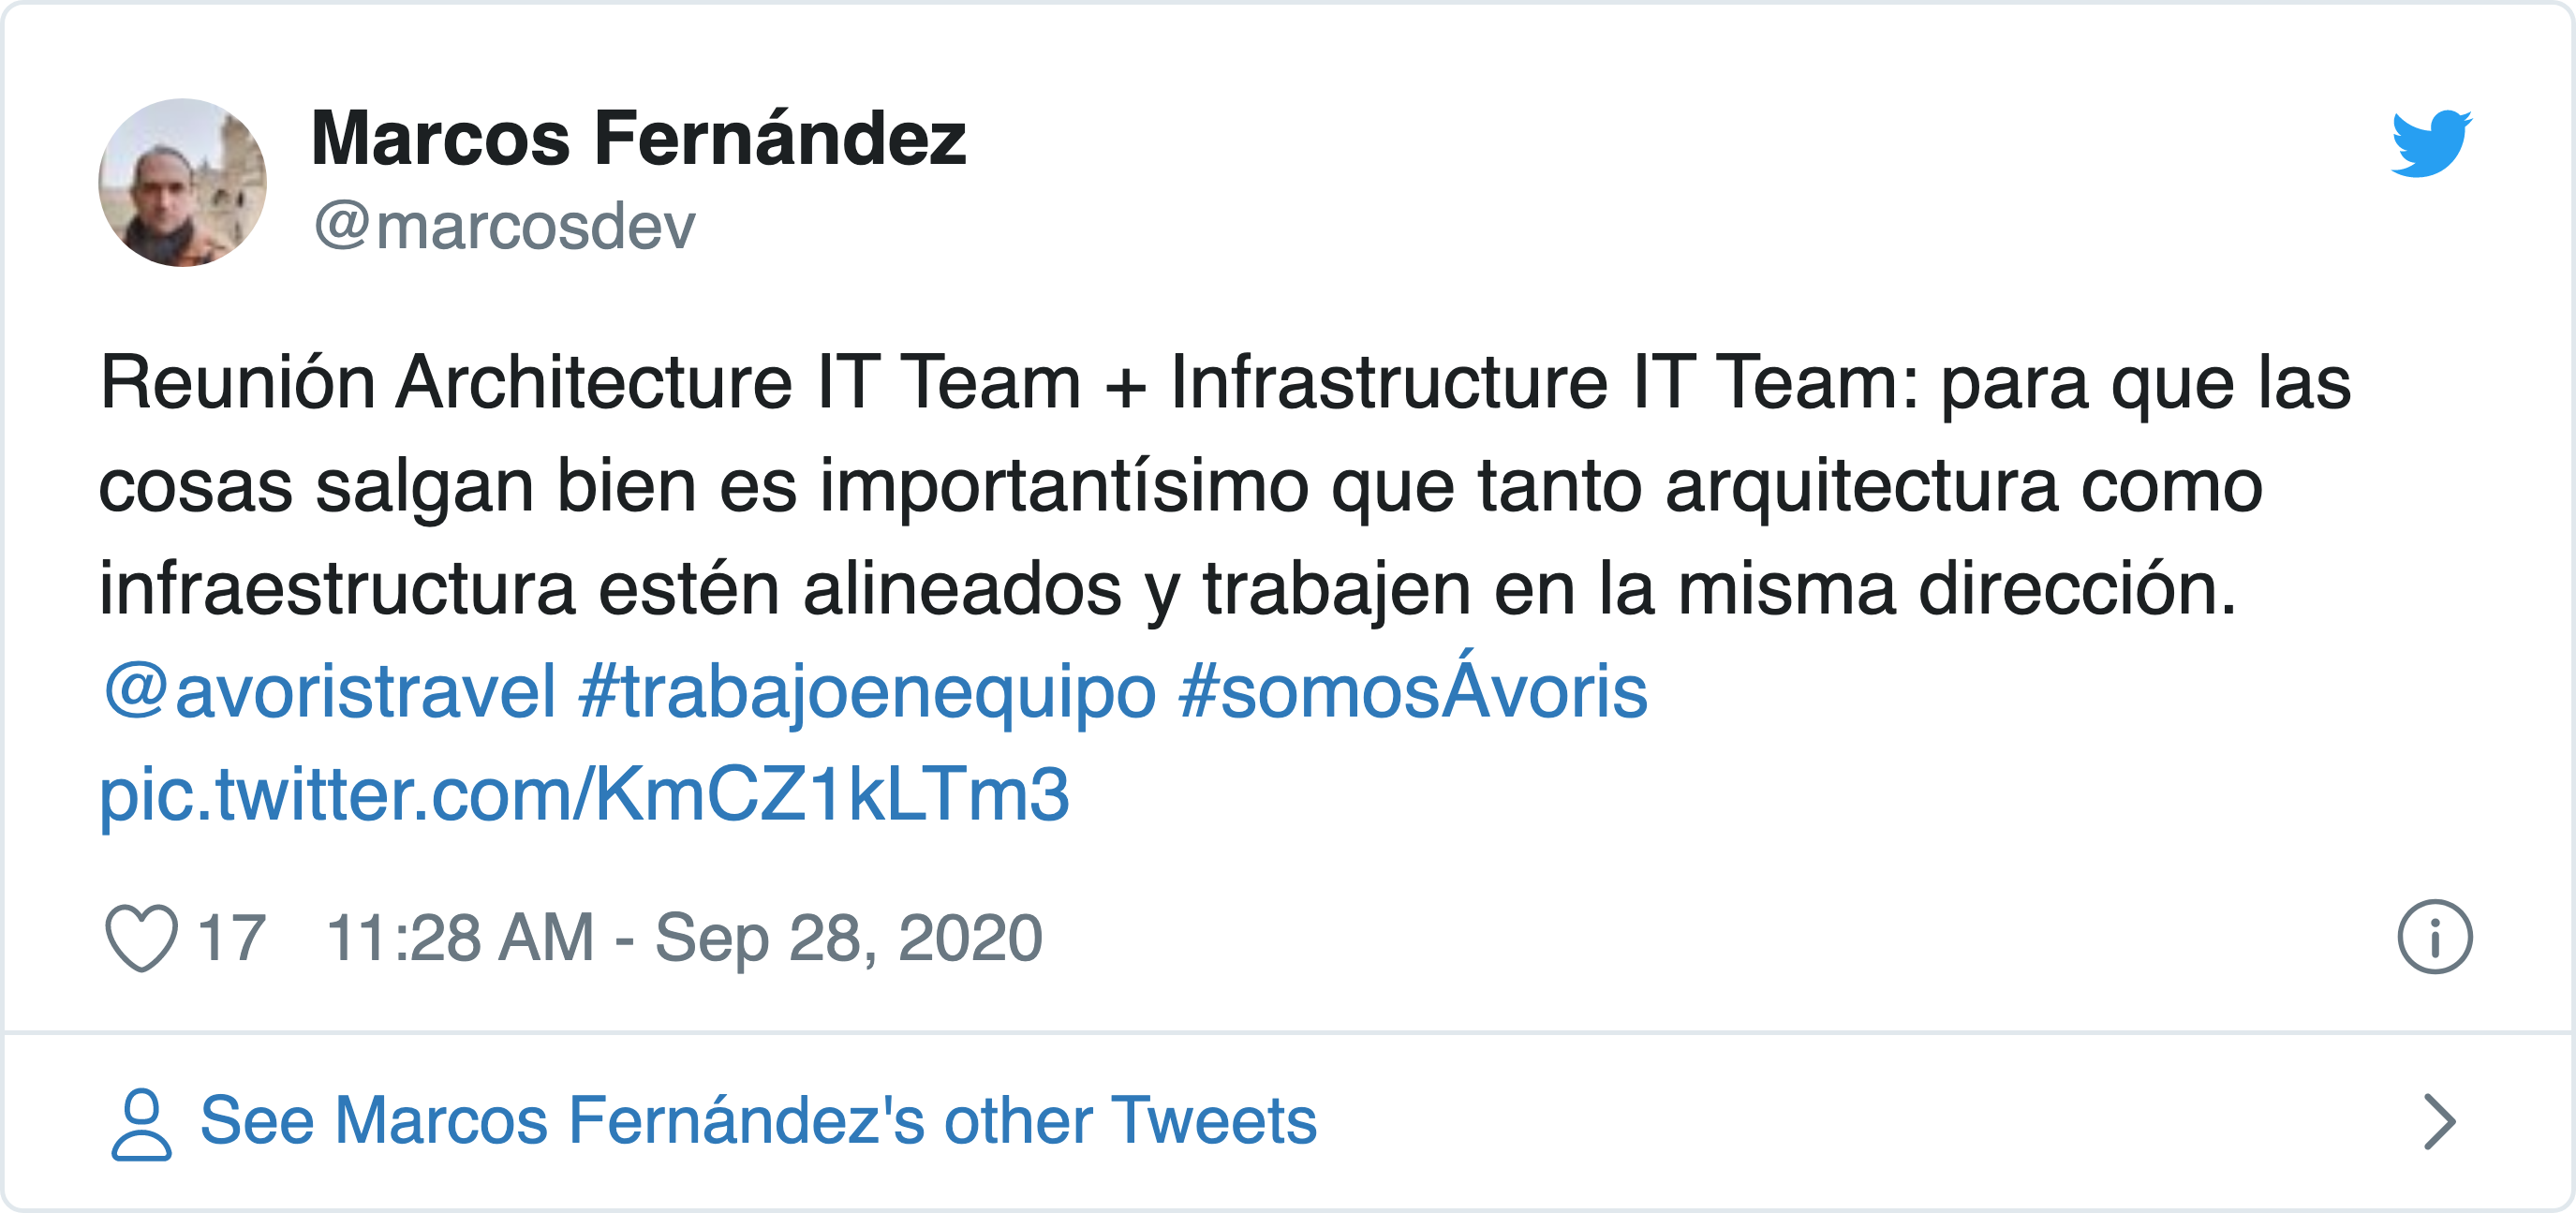 Marcos Fernández
@marcosdev
Reunión Architecture IT Team + Infrastructure IT Team: para que las
cosas salgan bien es importantísimo que tanto arquitectura como
infraestructura estén alineados y trabajen en la misma dirección.
@avoristravel #trabajoenequipo #somosÁvoris
pic.twitter.com/KmCZ1kLTm3
17 11:28 AM - Sep 28, 2020
See Marcos Fernández's other Tweets